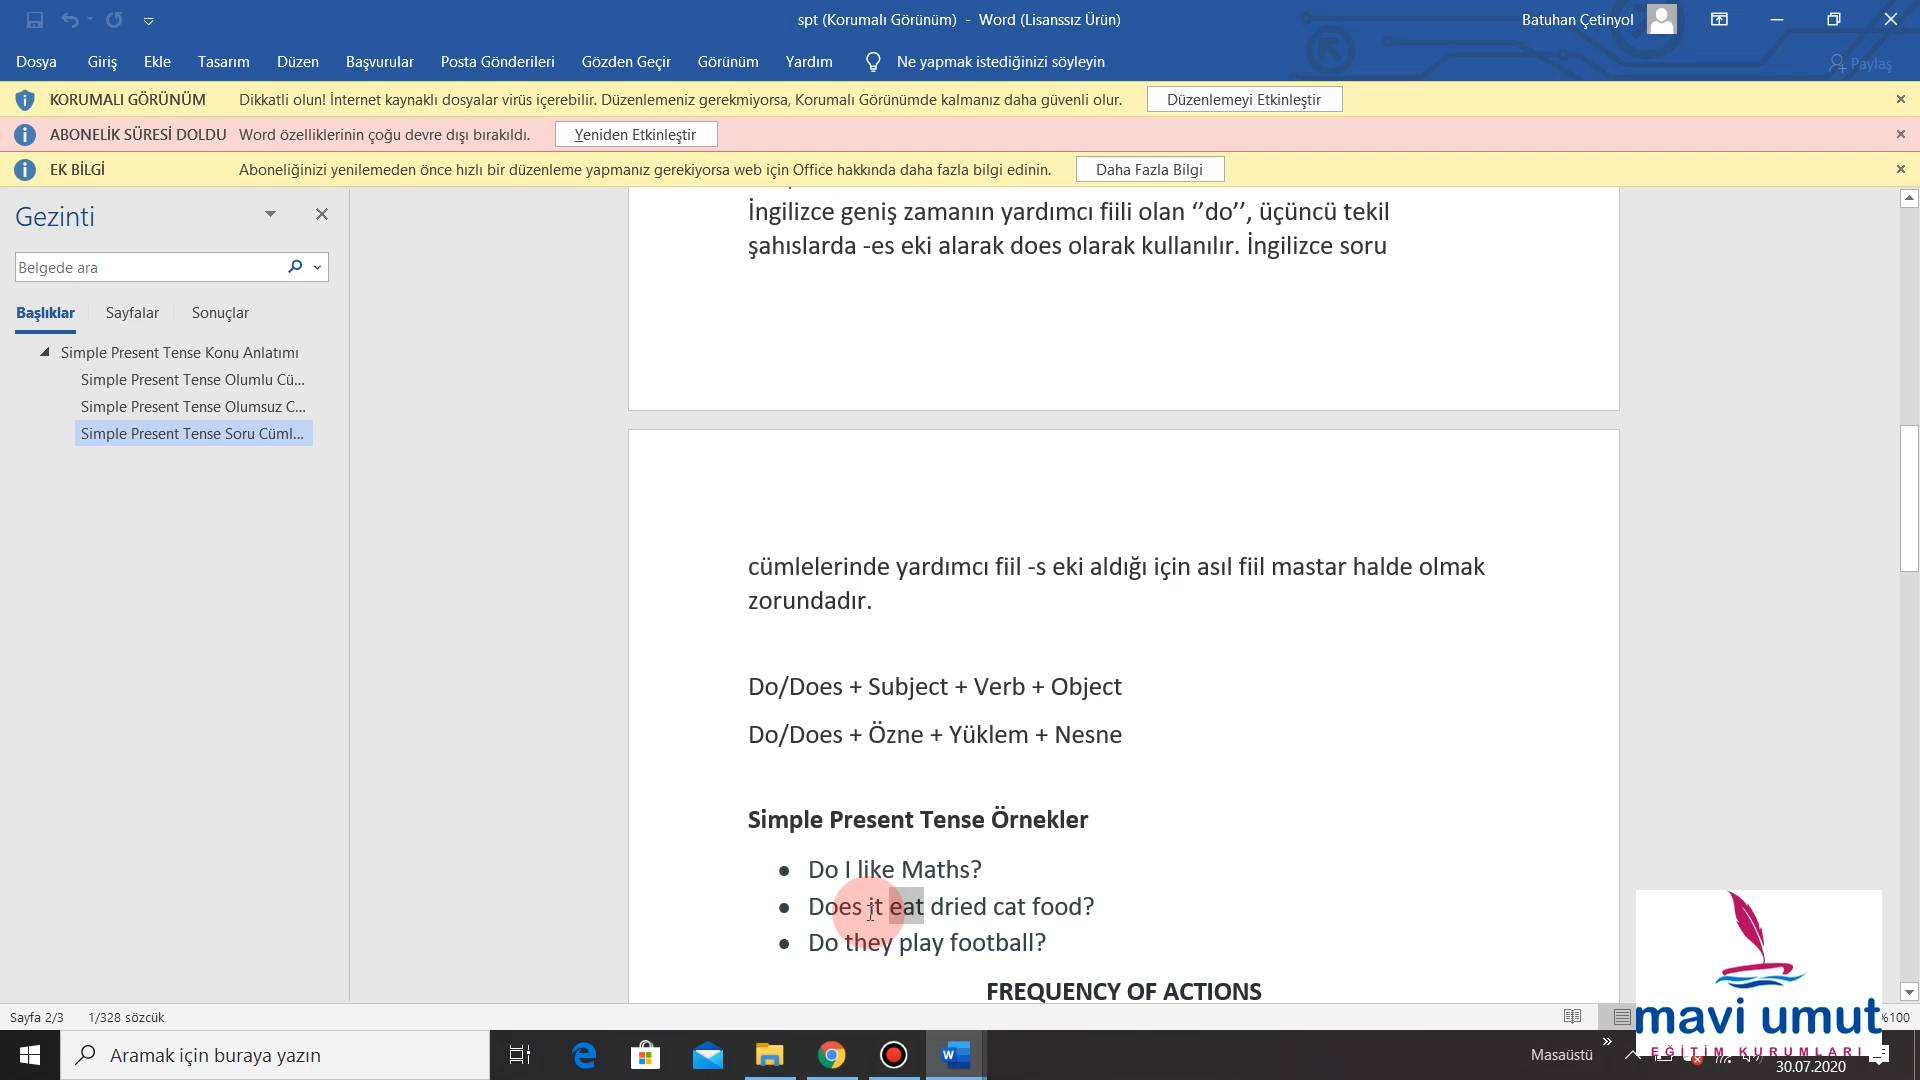 spt (Korumalı Görünüm) - Word (Lisanssız Ürün)
Batuhan Çetinyol
Dosya Giriş Ekle Tasarım Düzen Başvurular Posta Gönderileri Gözden Geçir Görünüm Yardım Ne yapmak istediğinizi söyleyin Paylaş
KORUMALI GÖRÜNÜM Dikkatli olun! İnternet kaynaklı dosyalar virüs içerebilir. Düzenlemeniz gerekmiyorsa, Korumalı Görünümde kalmanız daha güvenli olur. Düzenlemeyi Etkinleştir
ABONELİK SÜRESİ DOLDU Word özelliklerinin çoğu devre dışı bırakıldı. Yeniden Etkinleştir
EK BİLGİ Aboneliğinizi yenilemeden önce hızlı bir düzenleme yapmanız gerekiyorsa web için Office hakkında daha fazla bilgi edinin. Daha Fazla Bilgi
Gezinti
Belgede ara
Başlıklar Sayfalar Sonuçlar
Simple Present Tense Konu Anlatımı
Simple Present Tense Olumlu Cü...
Simple Present Tense Olumsuz C...
Simple Present Tense Soru Cüml...
İngilizce geniş zamanın yardımcı fiili olan ‘’do’’, üçüncü tekil
şahıslarda -es eki alarak does olarak kullanılır. İngilizce soru
cümlelerinde yardımcı fiil -s eki aldığı için asıl fiil mastar halde olmak
zorundadır.
Do/Does + Subject + Verb + Object
Do/Does + Özne + Yüklem + Nesne
Simple Present Tense Örnekler
● Do I like Maths?
● Does it eat dried cat food?
● Do they play football?
FREQUENCY OF ACTIONS
Sayfa 2/3 1/328 sözcük
%100
mavi umut
EĞİTİM KURUMLARI
Aramak için buraya yazın
Masaüstü
30.07.2020